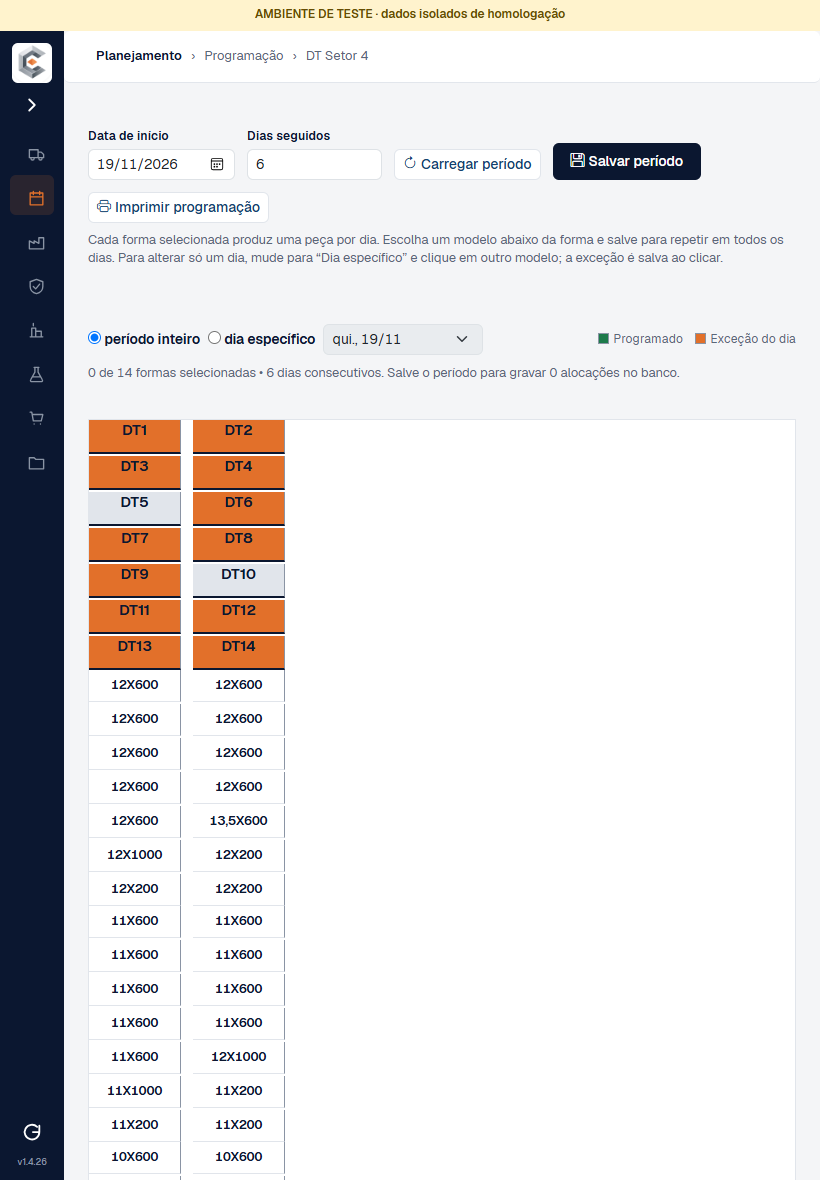 AMBIENTE DE TESTE · dados isolados de homologação
Planejamento › Programação › DT Setor 4
Data de início Dias seguidos
19/11/2026 6 Carregar período Salvar período
Imprimir programação
Cada forma selecionada produz uma peça por dia. Escolha um modelo abaixo da forma e salve para repetir em todos os
dias. Para alterar só um dia, mude para “Dia específico” e clique em outro modelo; a exceção é salva ao clicar.
período inteiro dia específico qui., 19/11 Programado Exceção do dia
0 de 14 formas selecionadas • 6 dias consecutivos. Salve o período para gravar 0 alocações no banco.
DT1 DT2
DT3 DT4
DT5 DT6
DT7 DT8
DT9 DT10
DT11 DT12
DT13 DT14
12X600 12X600
12X600 12X600
12X600 12X600
12X600 12X600
12X600 13,5X600
12X1000 12X200
12X200 12X200
11X600 11X600
11X600 11X600
11X600 11X600
11X600 11X600
11X600 12X1000
11X1000 11X200
11X200 11X200
10X600 10X600
v1.4.26